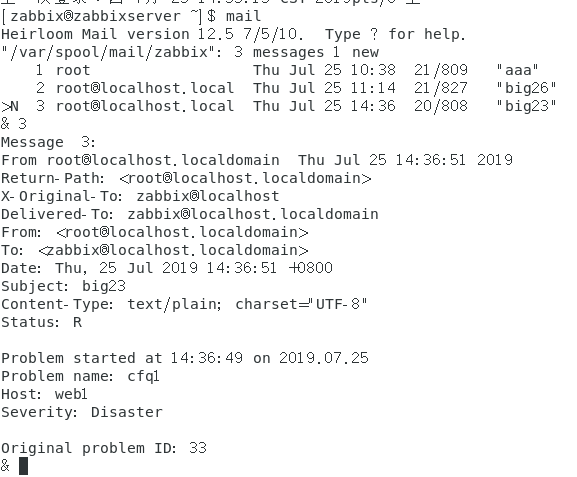 [zabbix@zabbixserver ~]$ mail
Heirloom Mail version 12.5 7/5/10.  Type ? for help.
"/var/spool/mail/zabbix": 3 messages 1 new
    1 root                  Thu Jul 25 10:38  21/809   "aaa"
    2 root@localhost.local  Thu Jul 25 11:14  21/827   "big26"
>N  3 root@localhost.local  Thu Jul 25 14:36  20/808   "big23"
& 3
Message  3:
From root@localhost.localdomain  Thu Jul 25 14:36:51 2019
Return-Path: <root@localhost.localdomain>
X-Original-To: zabbix@localhost
Delivered-To: zabbix@localhost.localdomain
From: <root@localhost.localdomain>
To: <zabbix@localhost.localdomain>
Date: Thu, 25 Jul 2019 14:36:51 +0800
Subject: big23
Content-Type: text/plain; charset="UTF-8"
Status: R

Problem started at 14:36:49 on 2019.07.25
Problem name: cfq1
Host: web1
Severity: Disaster

Original problem ID: 33
&